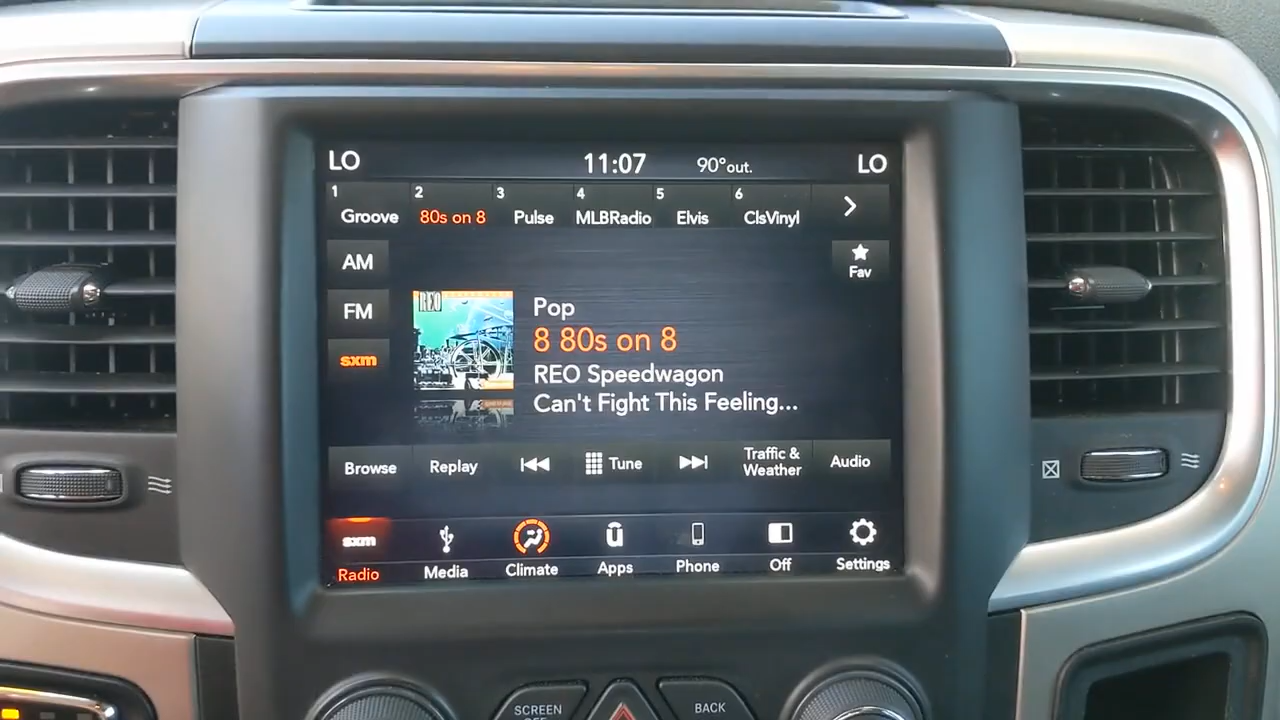 LO 11:07 90°out. LO
1 2 3 4 5 6
Groove 80s on 8 Pulse MLBRadio Elvis ClsVinyl
AM
Fav
FM
sxm
REO
Pop
8 80s on 8
REO Speedwagon
Can't Fight This Feeling...
Browse Replay Tune Traffic & Weather Audio
sxm
Radio Media Climate Apps Phone Off Settings
SCREEN
OFF
BACK